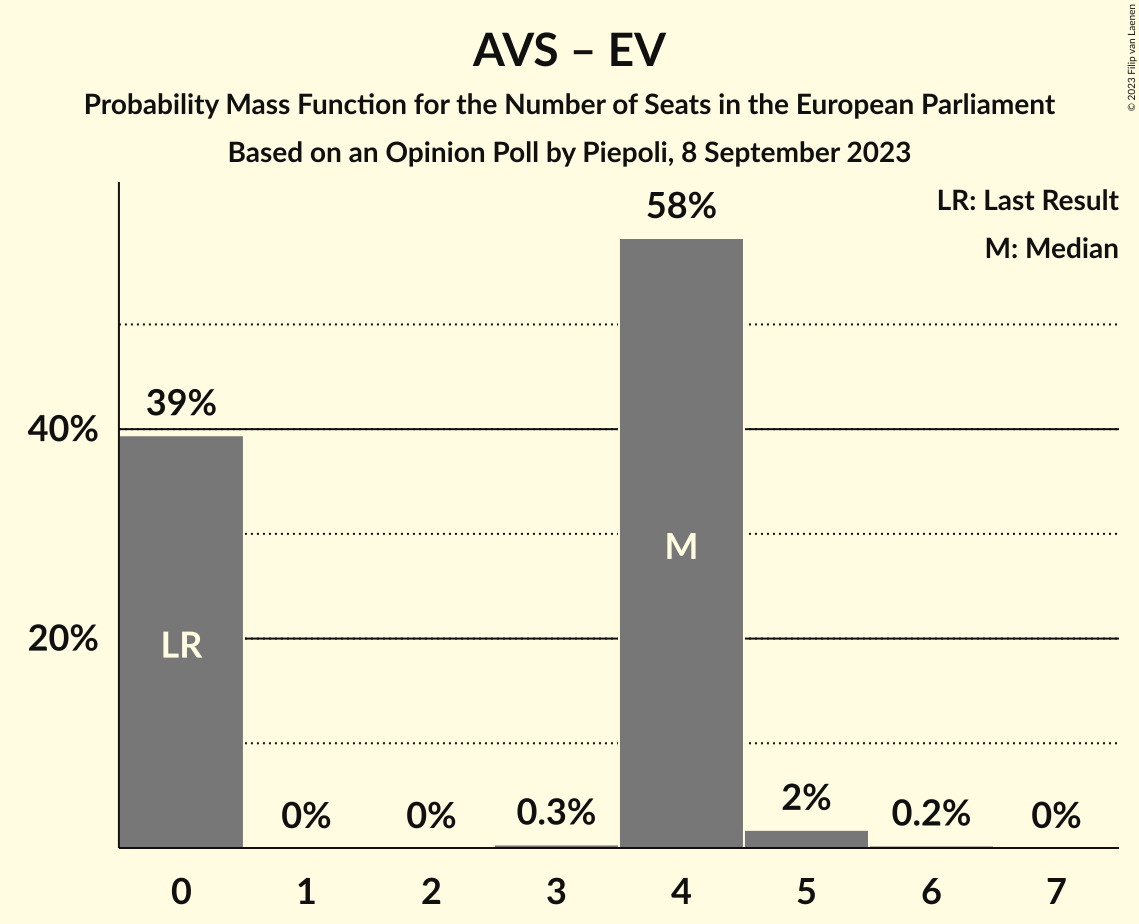 AVS – EV
Probability Mass Function for the Number of Seats in the European Parliament
Based on an Opinion Poll by Piepoli, 8 September 2023
© 2023 Filip van Laenen
LR: Last Result
M: Median
58%
39%
40%
M
20%
LR
0%
0%
0.3%
2%
0.2%
0%
0
1
2
3
4
5
6
7